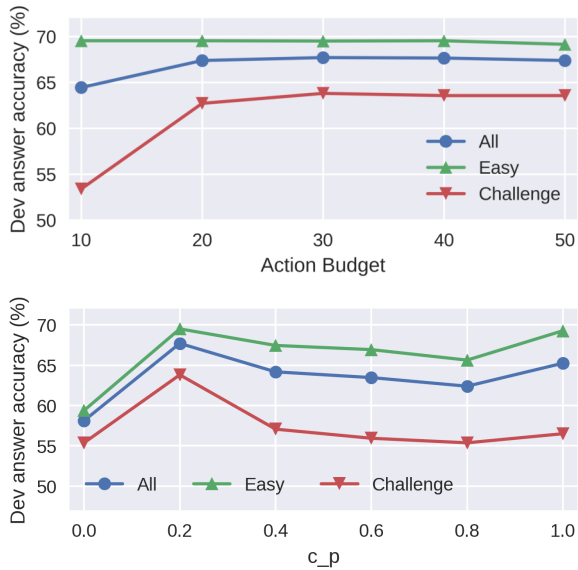 Dev answer accuracy (%)
70
65
60
55
50
All
Easy
Challenge
10 20 30 40 50
Action Budget
Dev answer accuracy (%)
70
65
60
55
50
All Easy Challenge
0.0 0.2 0.4 0.6 0.8 1.0
c_p